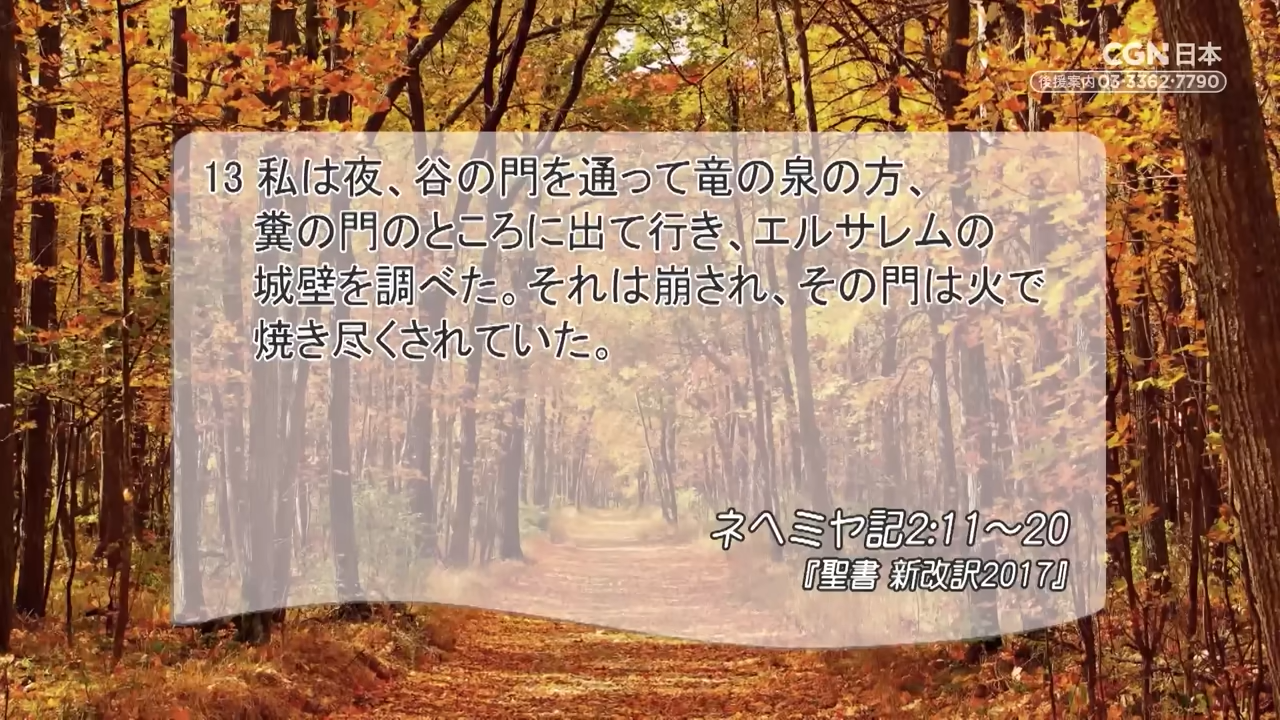 CGN日本
後援案内 03-3362-7790
13 私は夜、谷の門を通って竜の泉の方、
糞の門のところに出て行き、エルサレムの
城壁を調べた。それは崩され、その門は火で
焼き尽くされていた。
ネヘミヤ記2:11～20
『聖書 新改訳2017』